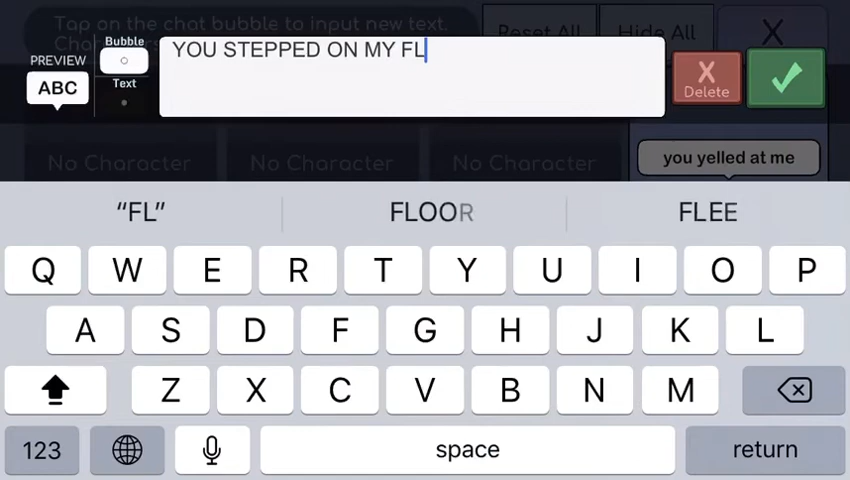 Tap on the chat bubble to input new text.
Reset All
Hide All
X
Bubble
PREVIEW
ABC
Text
YOU STEPPED ON MY FL
X
Delete
No Character
No Character
No Character
you yelled at me
“FL”
FLOOR
FLEE
Q W E R T Y U I O P
A S D F G H J K L
Z X C V B N M
123
space
return